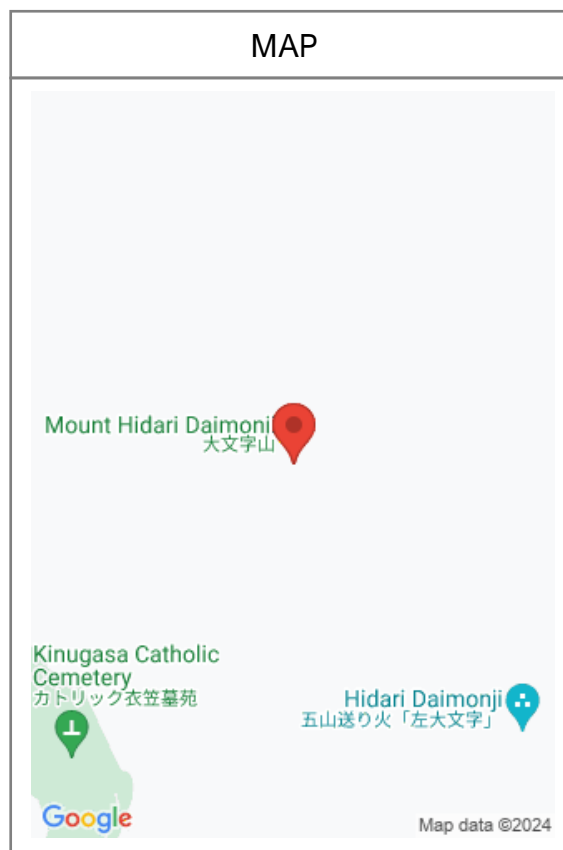 MAP
Mount Hidari Daimonji
大文字山
Kinugasa Catholic
Cemetery
カトリック衣笠墓苑
Hidari Daimonji
五山送り火「左大文字」
Google
Map data ©2024